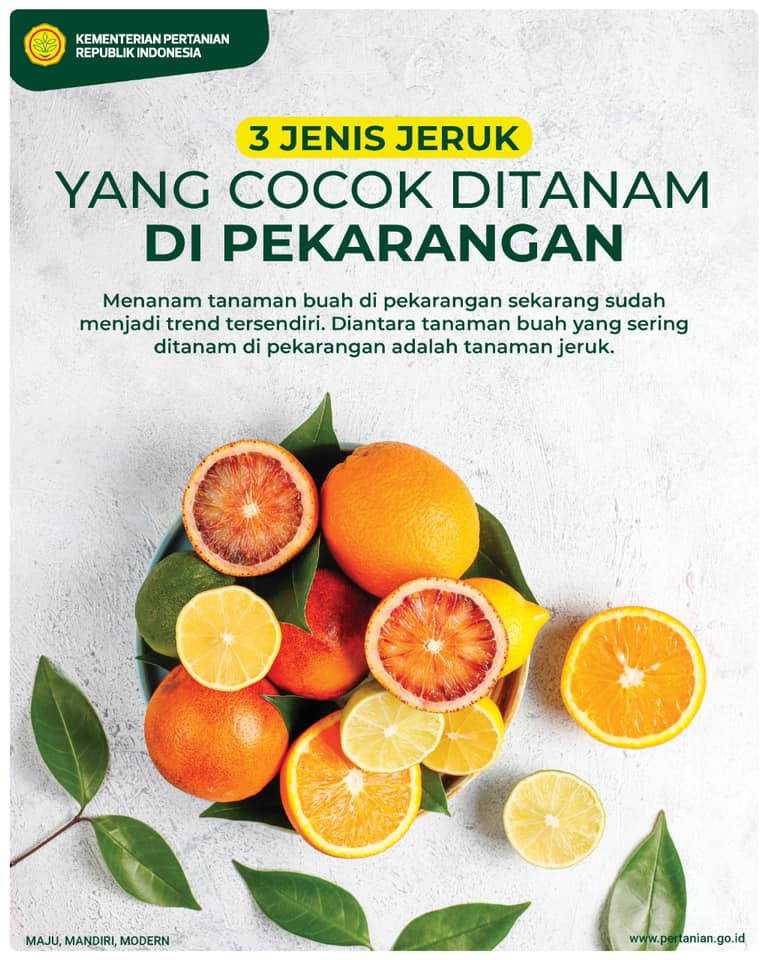 KEMENTERIAN PERTANIAN
REPUBLIK INDONESIA
3 JENIS JERUK
YANG COCOK DITANAM
DI PEKARANGAN
Menanam tanaman buah di pekarangan sekarang sudah
menjadi trend tersendiri. Diantara tanaman buah yang sering
ditanam di pekarangan adalah tanaman jeruk.
MAJU, MANDIRI, MODERN
www.pertanian.go.id